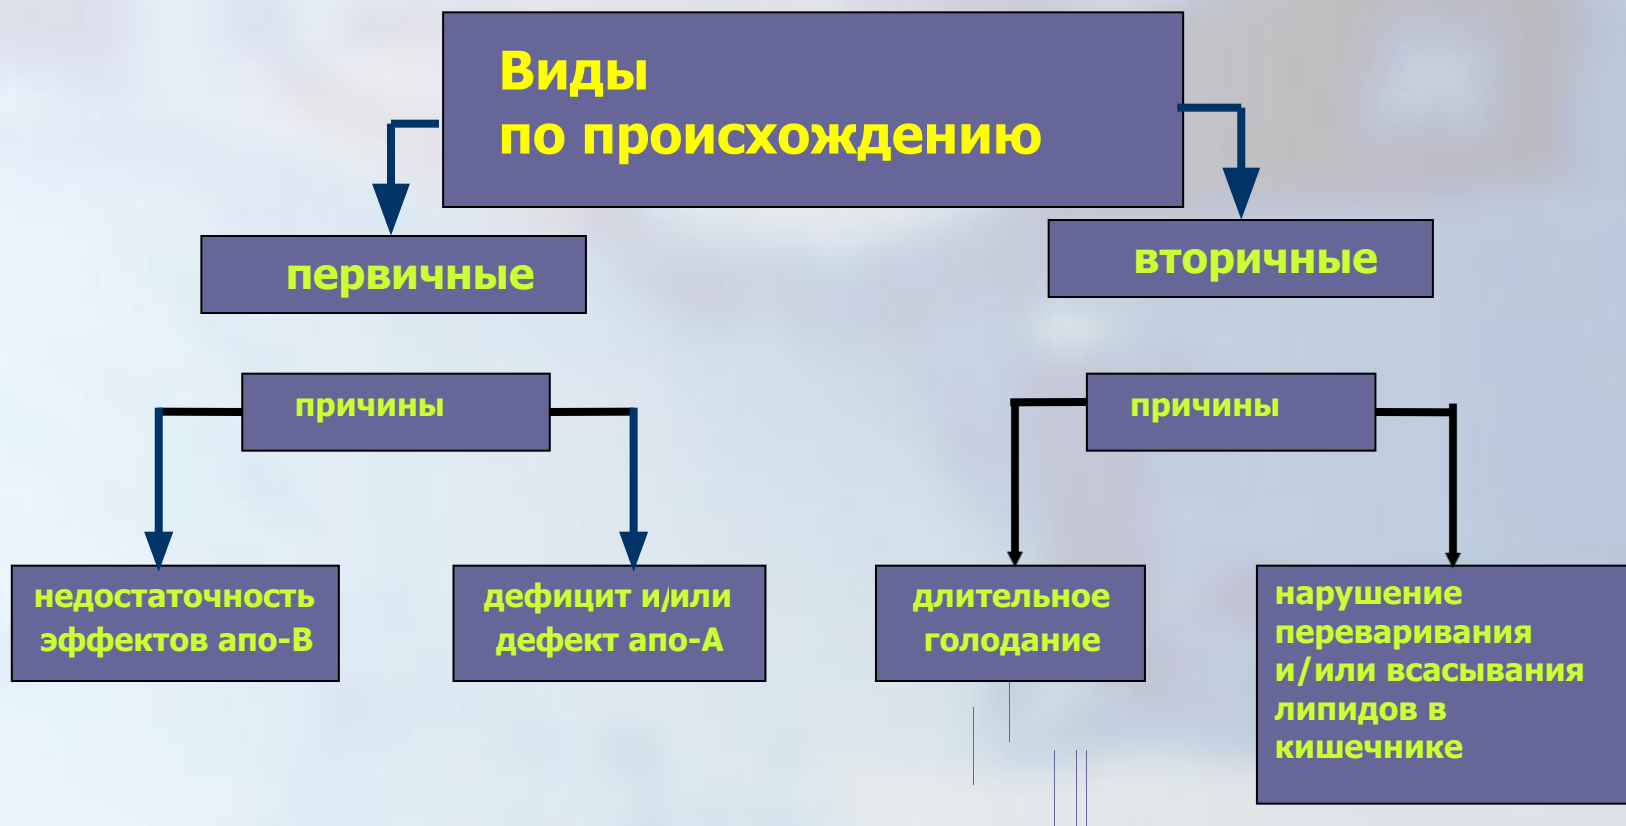 Виды
по происхождению
первичные
вторичные
причины
причины
недостаточность
эффектов апо-В
дефицит и/или
дефект апо-А
длительное
голодание
нарушение
переваривания
и/или всасывания
липидов в
кишечнике